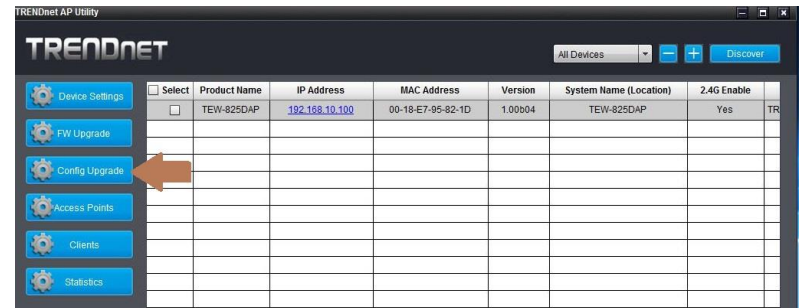 TRENDnet AP Utility
TRENDnet
All Devices
Discover
Device Settings
FW Upgrade
Config Upgrade
Access Points
Clients
Statistics
Select Product Name IP Address MAC Address Version System Name (Location) 2.4G Enable
TEW-825DAP 192.168.10.100 00-18-E7-95-82-1D 1.00b04 TEW-825DAP Yes TR